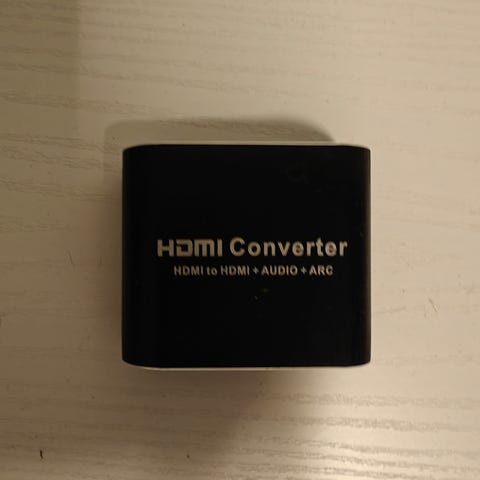 HDMI Converter
HDMI to HDMI + AUDIO + ARC